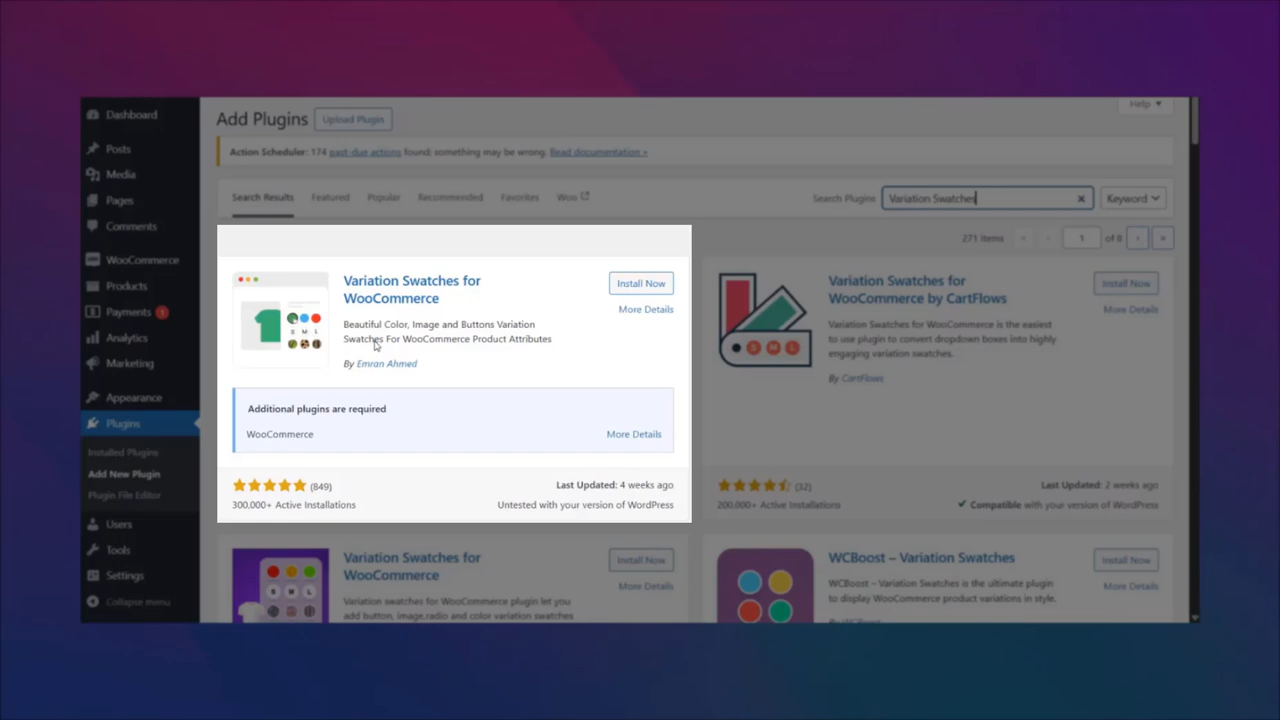 Dashboard
Posts
Media
Pages
Comments
WooCommerce
Products
Payments 1
Analytics
Marketing
Appearance
Plugins
Installed Plugins
Add New Plugin
Plugin File Editor
Users
Tools
Settings
Collapse menu
Help
Add Plugins Upload Plugin
Action Scheduler: 174 past-due actions found; something may be wrong. Read documentation »
Search Results Featured Popular Recommended Favorites Woo
Search Plugins Variation Swatches × Keyword
271 items « ‹ 1 of 8 › »
Variation Swatches for
WooCommerce
Install Now
More Details
Beautiful Color, Image and Buttons Variation
Swatches For WooCommerce Product Attributes
By Emran Ahmed
S M L
Additional plugins are required
WooCommerce More Details
(849)
300,000+ Active Installations
Last Updated: 4 weeks ago
Untested with your version of WordPress
Variation Swatches for
WooCommerce by CartFlows
Install Now
More Details
Variation Swatches for WooCommerce is the easiest
to use plugin to convert dropdown boxes into highly
engaging variation swatches.
By CartFlows
S M L
(32)
200,000+ Active Installations
Last Updated: 2 weeks ago
Compatible with your version of WordPress
Variation Swatches for
WooCommerce
Install Now
More Details
Variation swatches for WooCommerce plugin let you
add button, image,radio and color variation swatches
S M L
WCBoost – Variation Swatches
Install Now
More Details
WCBoost – Variation Swatches is the ultimate plugin
to display WooCommerce product variations in style.
By WCBoost